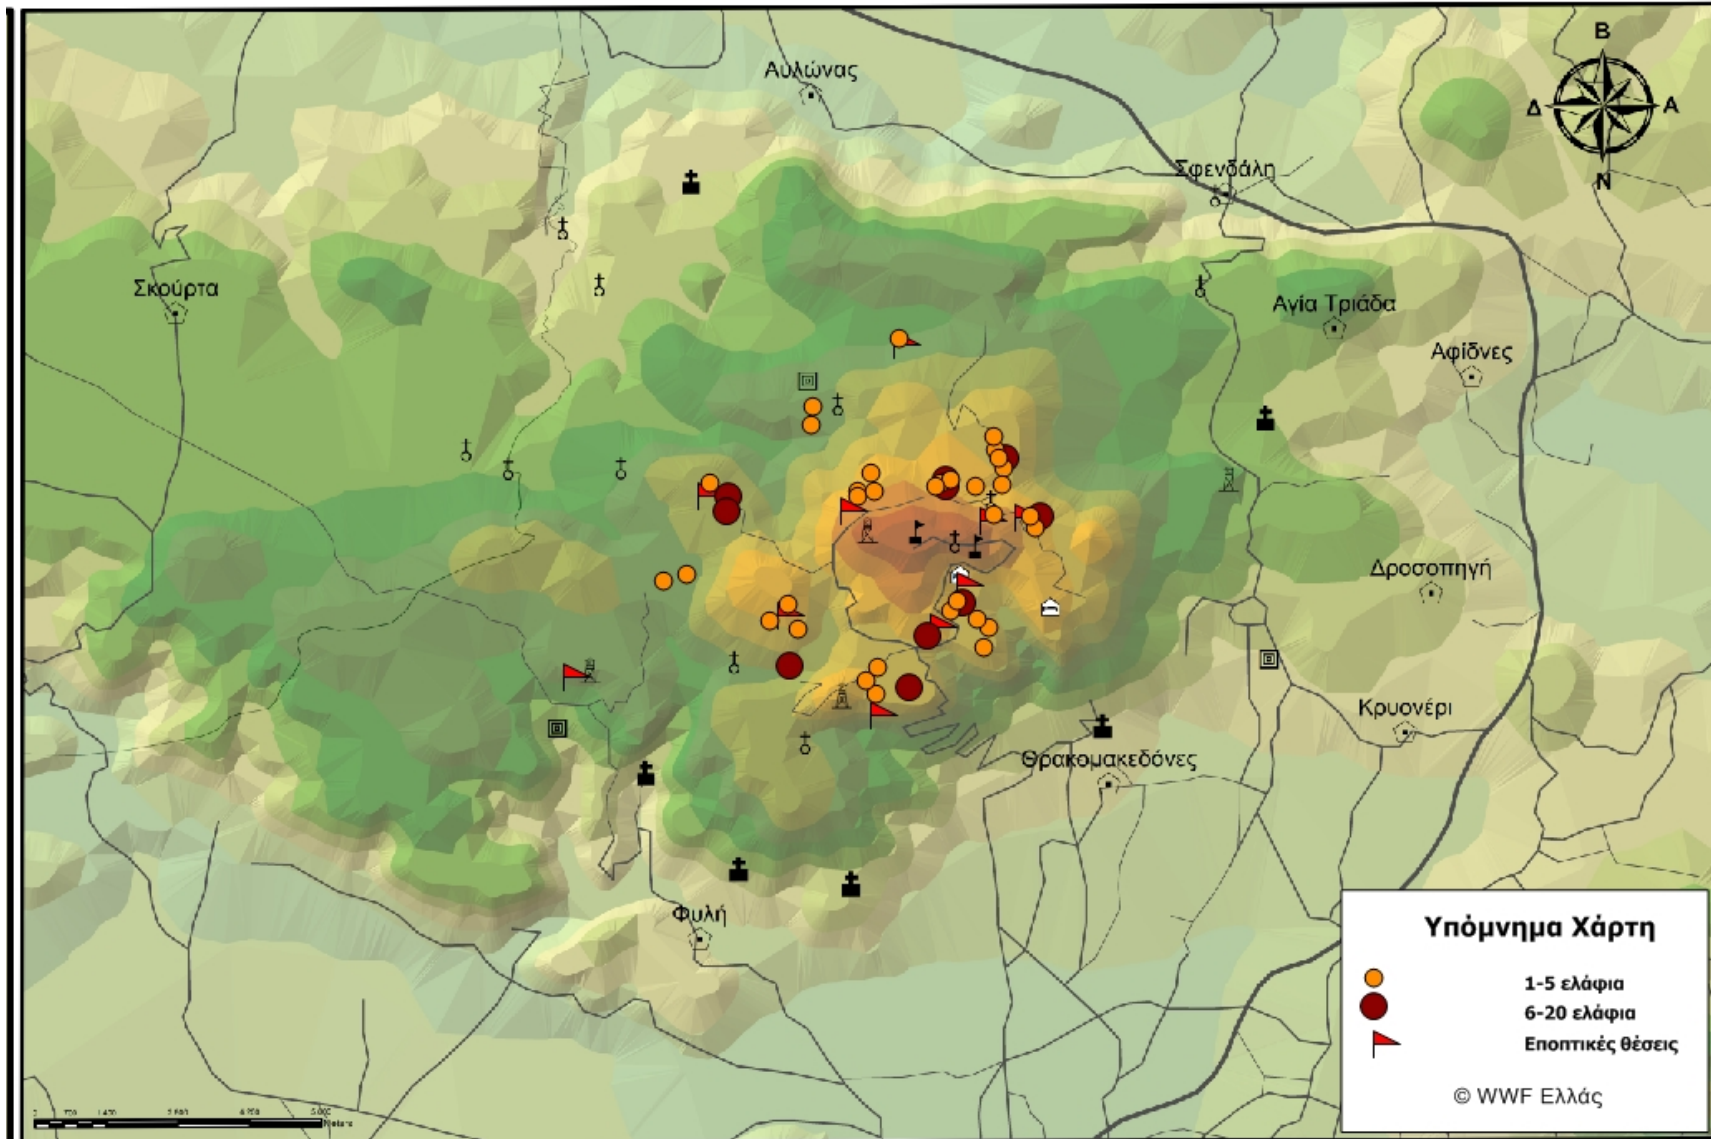 Αυλώνας
Β
Δ
Α
Ν
Σφενδάλη
Σκούρτα
Αγία Τριάδα
Αφίδνες
Δροσοπηγή
Κρυονέρι
Θρακομακεδόνες
Φυλή
Υπόμνημα Χάρτη
1-5 ελάφια
6-20 ελάφια
Εποπτικές θέσεις
© WWF Ελλάς
Meters